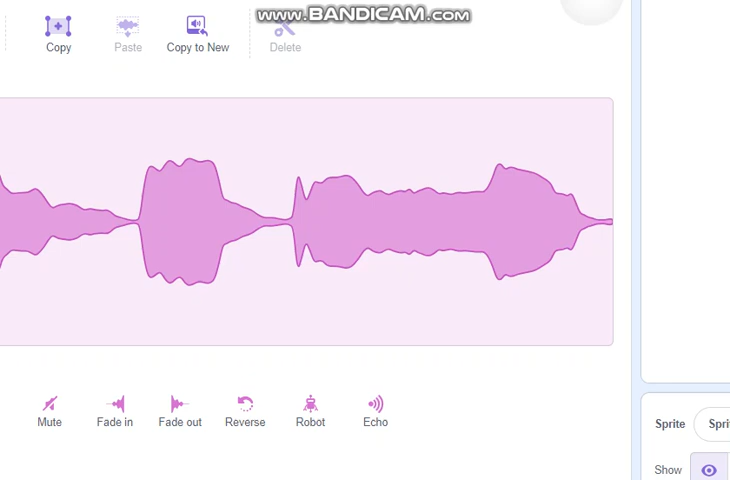 www.BANDICAM.com
Copy
Paste
Copy to New
Delete
Mute
Fade in
Fade out
Reverse
Robot
Echo
Sprite
Show